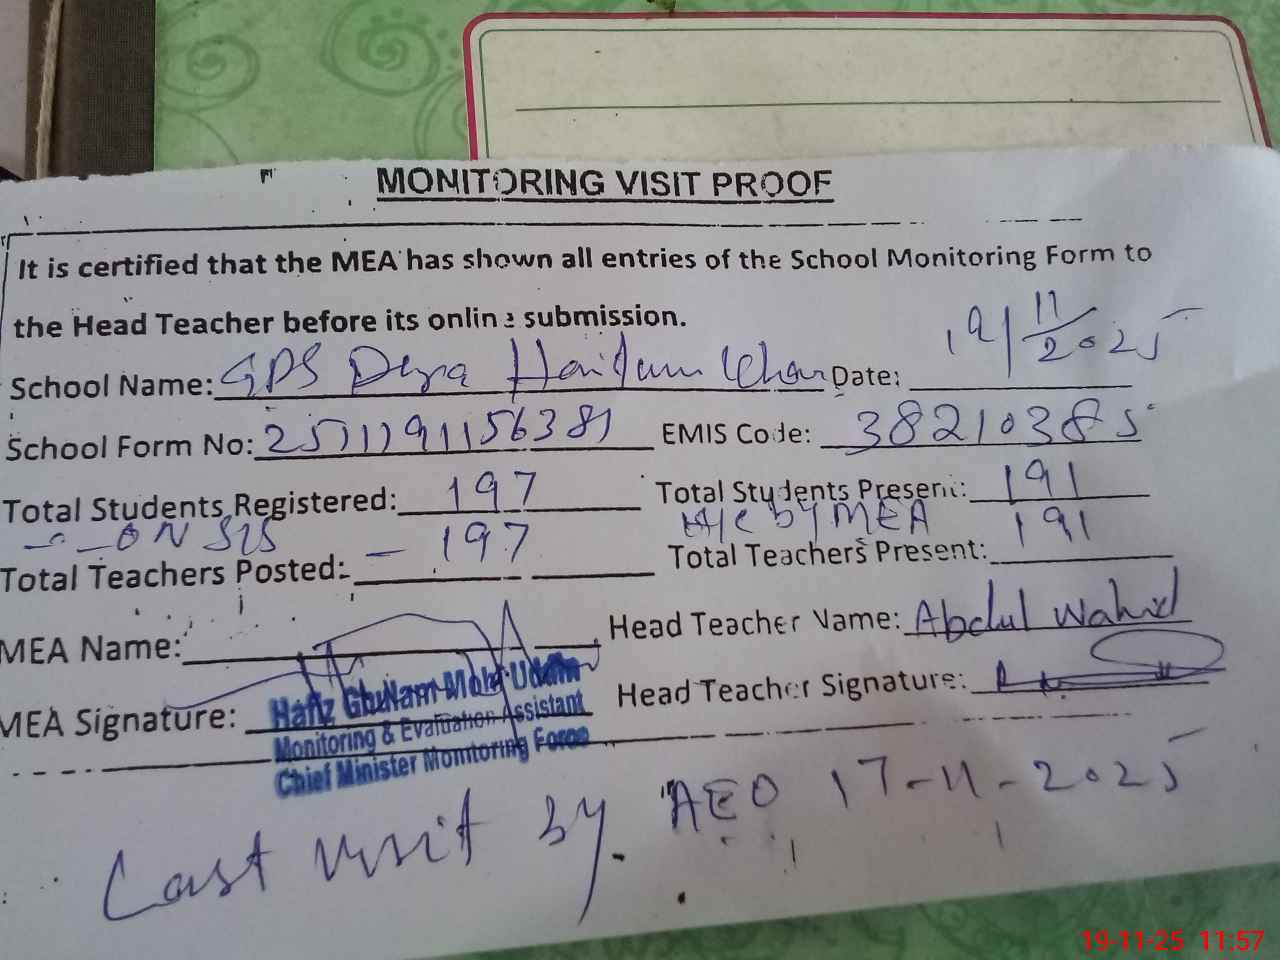 MONITORING VISIT PROOF
It is certified that the MEA has shown all entries of the School Monitoring Form to
the Head Teacher before its online submission.
School Name: GPS Dera Haidam Khan Date: 19/11/2025
School Form No: 2511191156381 EMIS Code: 38210385
Total Students Registered: 197 Total Students Present: 191
ON SIS H/C by MEA
Total Teachers Posted: - 197 Total Teachers Present: 191
MEA Name: Head Teacher Name: Abdul Wahid
MEA Signature: Head Teacher Signature:
Hafiz Ghulam Mohy Uddin
Monitoring & Evaluation Assistant
Chief Minister Monitoring Force
Last visit by AEO 17-11-2025
19-11-25 11:57